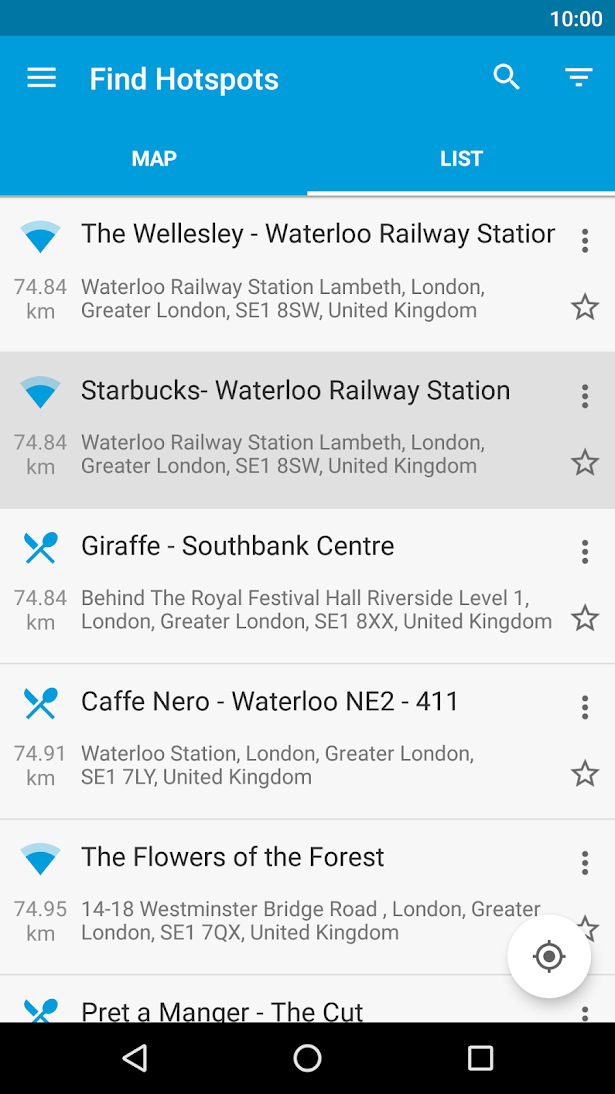 10:00
Find Hotspots
MAP
LIST
The Wellesley - Waterloo Railway Station
74.84 km
Waterloo Railway Station Lambeth, London,
Greater London, SE1 8SW, United Kingdom
Starbucks- Waterloo Railway Station
74.84 km
Waterloo Railway Station Lambeth, London,
Greater London, SE1 8SW, United Kingdom
Giraffe - Southbank Centre
74.84 km
Behind The Royal Festival Hall Riverside Level 1,
London, Greater London, SE1 8XX, United Kingdom
Caffe Nero - Waterloo NE2 - 411
74.91 km
Waterloo Station, London, Greater London,
SE1 7LY, United Kingdom
The Flowers of the Forest
74.95 km
14-18 Westminster Bridge Road , London, Greater
London, SE1 7QX, United Kingdom
Pret a Manger - The Cut